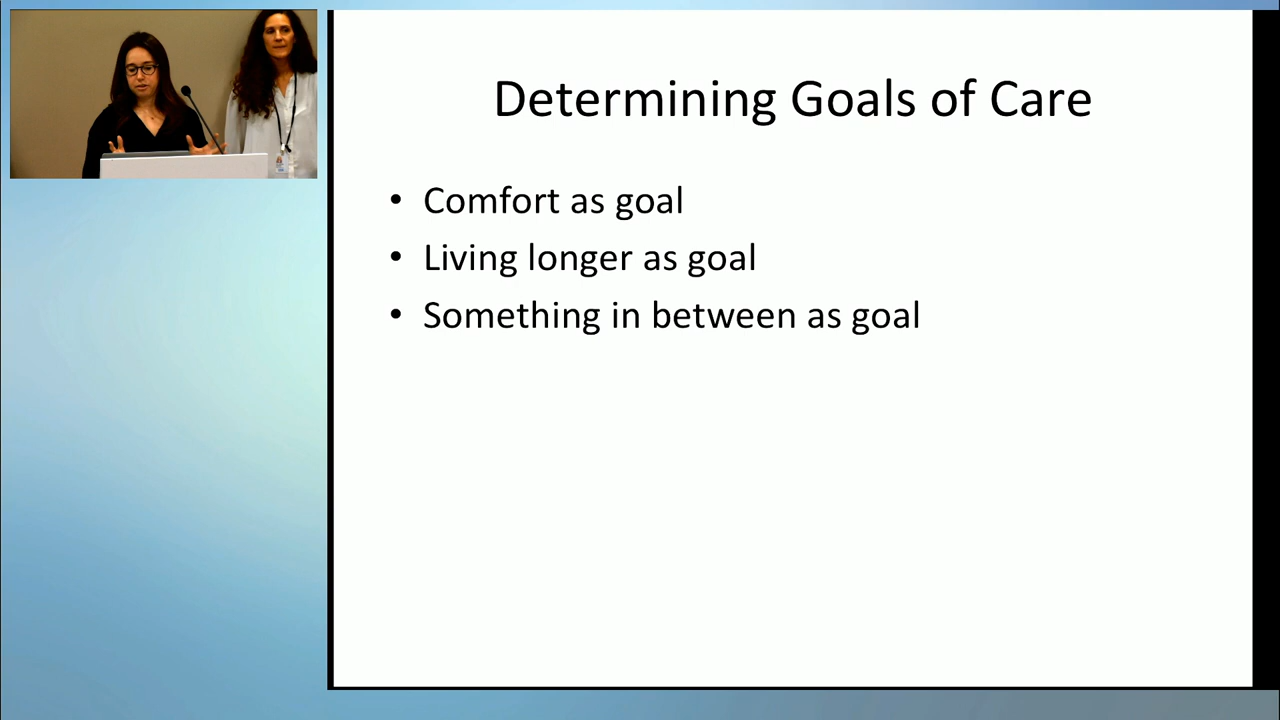 Determining Goals of Care
• Comfort as goal
• Living longer as goal
• Something in between as goal